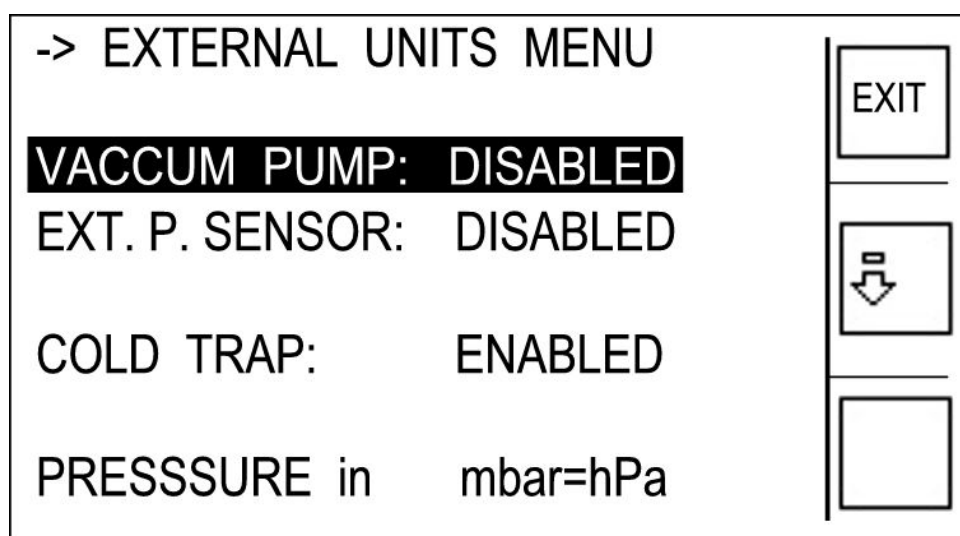 -> EXTERNAL UNITS MENU
EXIT
VACCUM PUMP: DISABLED
EXT. P. SENSOR: DISABLED
COLD TRAP: ENABLED
PRESSSURE in mbar=hPa